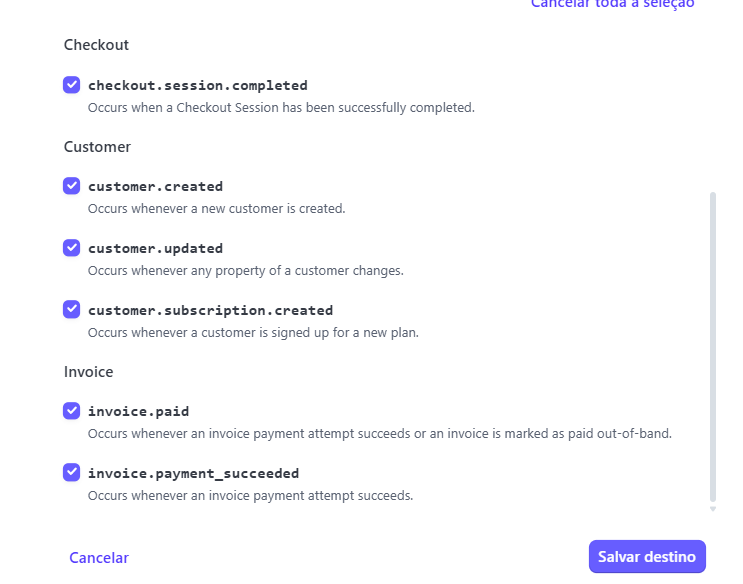 Cancelar toda a seleção
Checkout
checkout.session.completed
Occurs when a Checkout Session has been successfully completed.
Customer
customer.created
Occurs whenever a new customer is created.
customer.updated
Occurs whenever any property of a customer changes.
customer.subscription.created
Occurs whenever a customer is signed up for a new plan.
Invoice
invoice.paid
Occurs whenever an invoice payment attempt succeeds or an invoice is marked as paid out-of-band.
invoice.payment_succeeded
Occurs whenever an invoice payment attempt succeeds.
Cancelar
Salvar destino